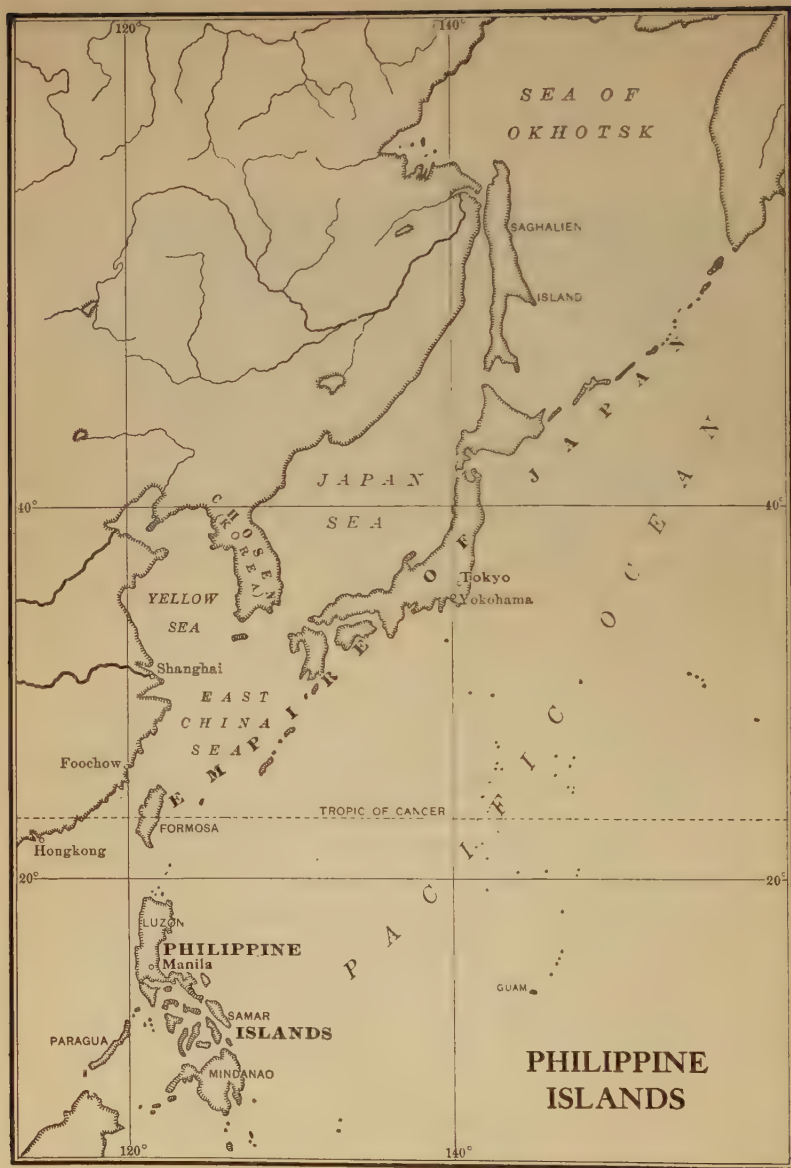 120°
140°
SEA OF
OKHOTSK
SAGHALIEN
ISLAND
JAPAN
SEA
40°
40°
CHOSEN
(KOREA)
EMPIRE OF JAPAN
Tokyo
Yokohama
YELLOW
SEA
Shanghai
EAST
CHINA
SEA
Foochow
TROPIC OF CANCER
FORMOSA
Hongkong
20°
20°
PACIFIC OCEAN
LUZON
PHILIPPINE
Manila
GUAM
SAMAR
ISLANDS
PARAGUA
MINDANAO
PHILIPPINE
ISLANDS
120°
140°